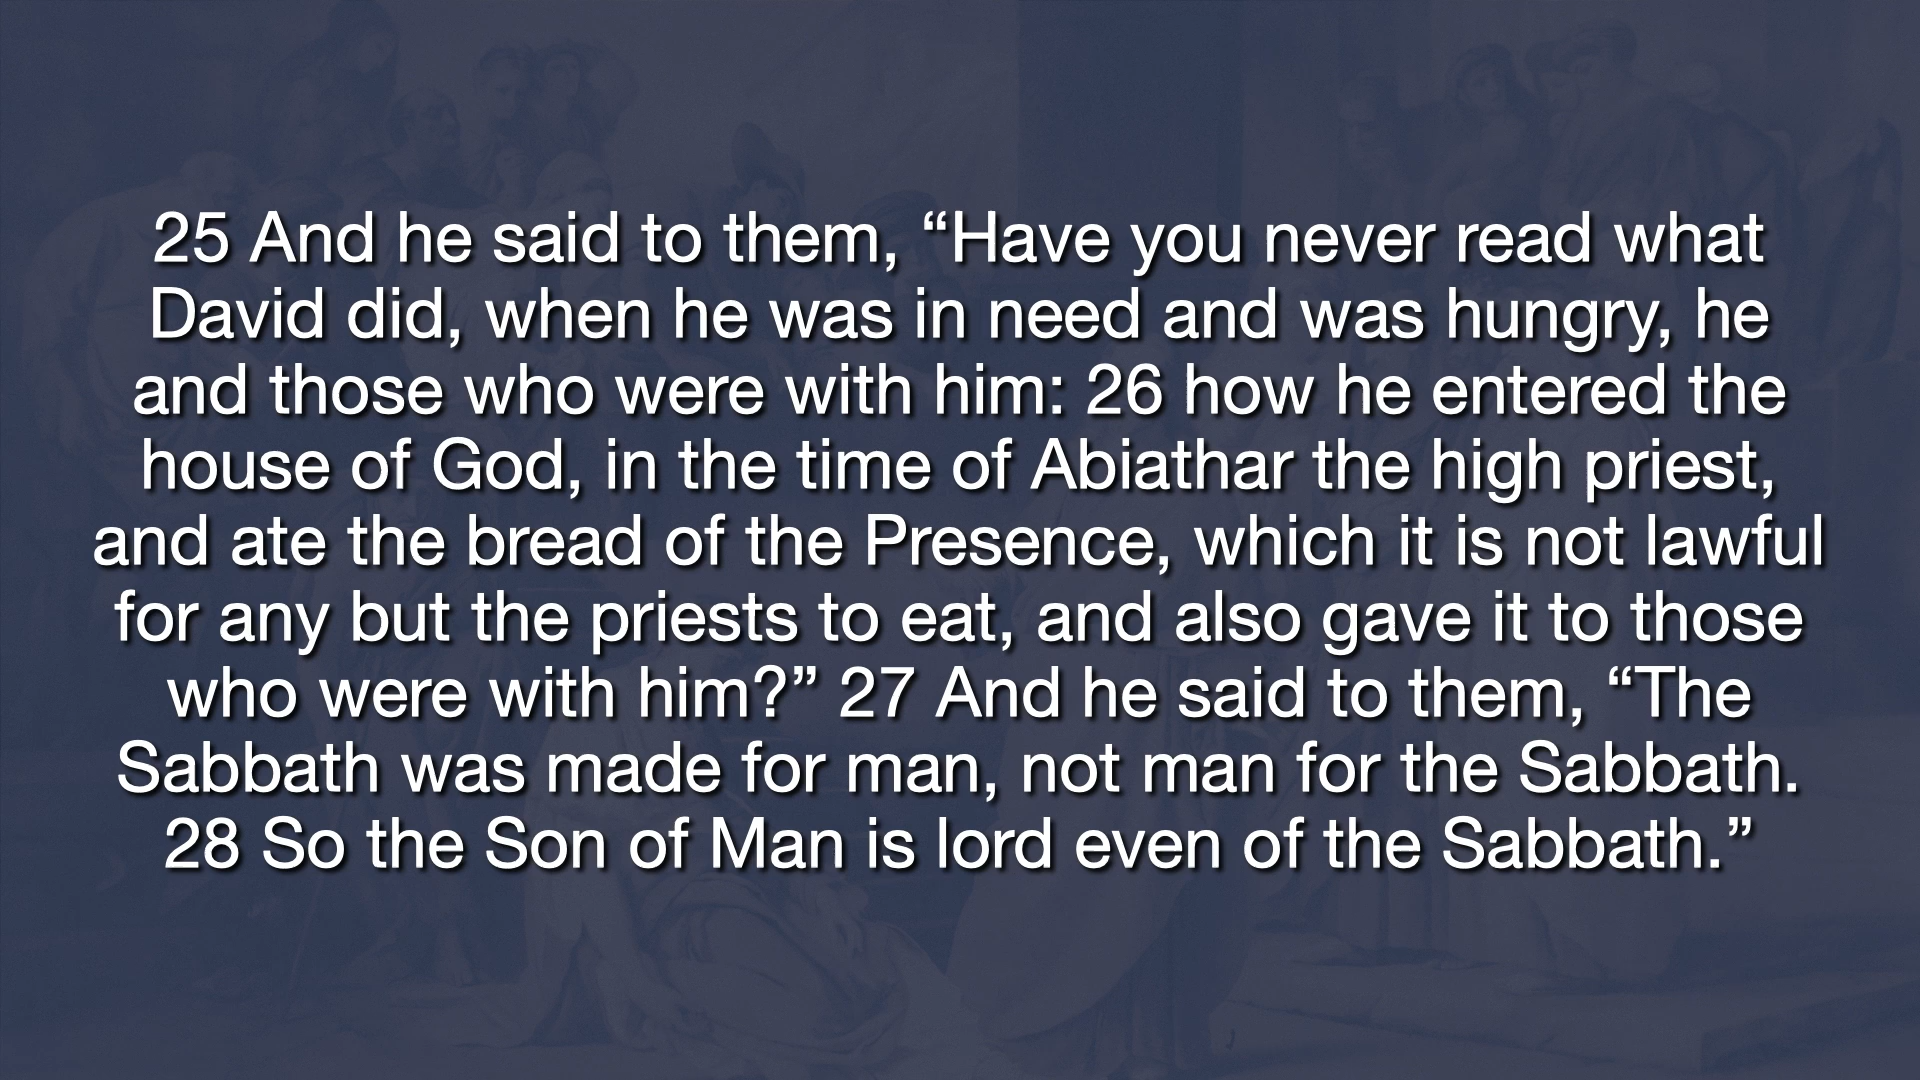 25 And he said to them, “Have you never read what
David did, when he was in need and was hungry, he
and those who were with him: 26 how he entered the
house of God, in the time of Abiathar the high priest,
and ate the bread of the Presence, which it is not lawful
for any but the priests to eat, and also gave it to those
who were with him?” 27 And he said to them, “The
Sabbath was made for man, not man for the Sabbath.
28 So the Son of Man is lord even of the Sabbath.”